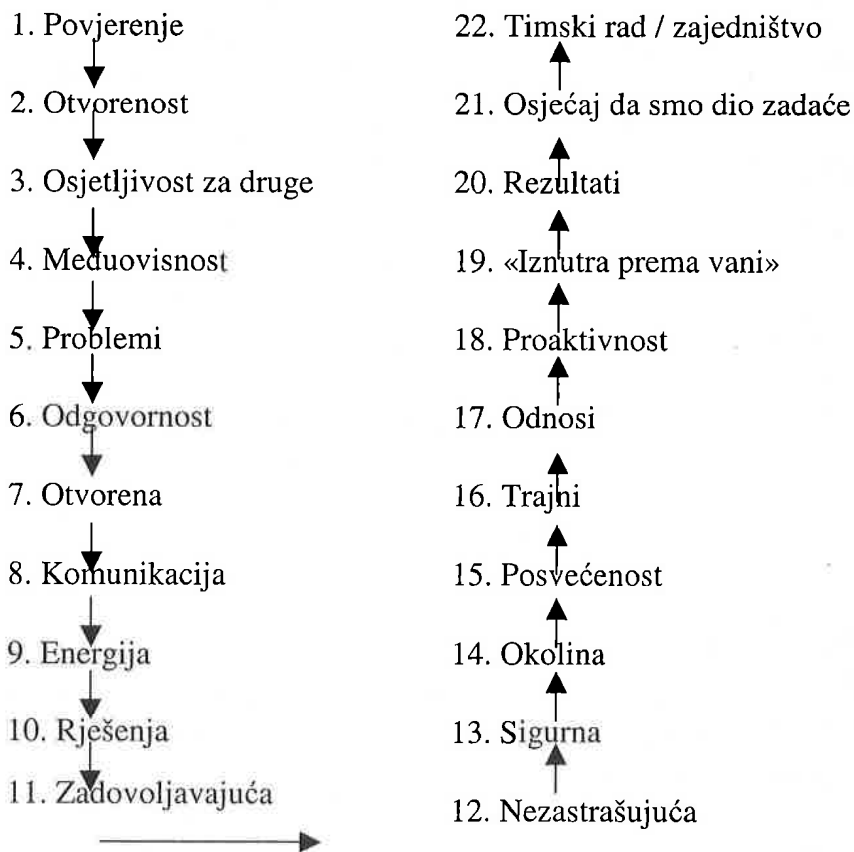 1. Povjerenje
2. Otvorenost
3. Osjetljivost za druge
4. Međuovisnost
5. Problemi
6. Odgovornost
7. Otvorena
8. Komunikacija
9. Energija
10. Rješenja
11. Zadovoljavajuća
22. Timski rad / zajedništvo
21. Osjećaj da smo dio zadaće
20. Rezultati
19. «Iznutra prema vani»
18. Proaktivnost
17. Odnosi
16. Trajni
15. Posvećenost
14. Okolina
13. Sigurna
12. Nezastrašujuća